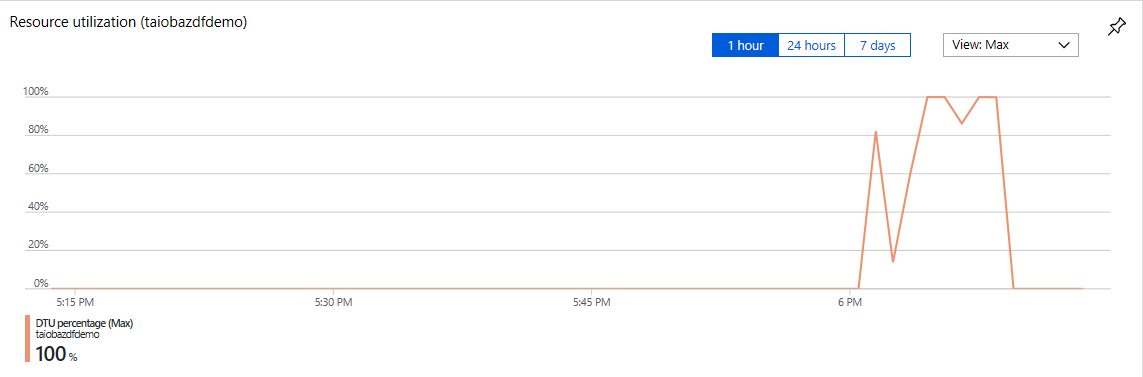 Resource utilization (taiobazdfdemo)
1 hour 24 hours 7 days View: Max
100%
80%
60%
40%
20%
0%
5:15 PM 5:30 PM 5:45 PM 6 PM
DTU percentage (Max)
taiobazdfdemo
100 %